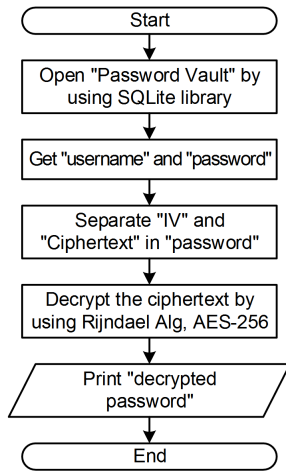 Start
Open "Password Vault" by
using SQLite library
Get "username" and "password"
Separate "IV" and
"Ciphertext" in "password"
Decrypt the ciphertext by
using Rijndael Alg, AES-256
Print "decrypted
password"
End